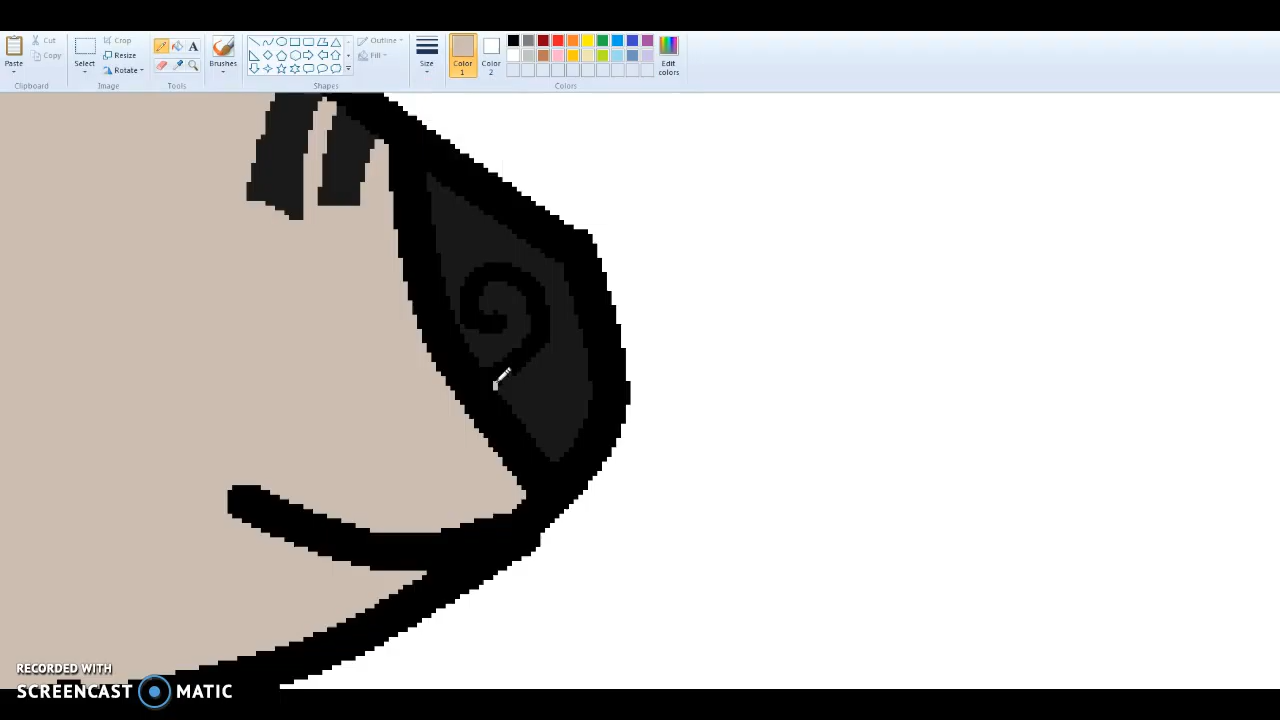 Cut
Crop
Outline
Copy
Resize
Fill
Paste
Select
Rotate
Brushes
Size
Color 1
Color 2
Edit colors
Clipboard
Image
Tools
Shapes
Colors
RECORDED WITH
SCREENCAST MATIC